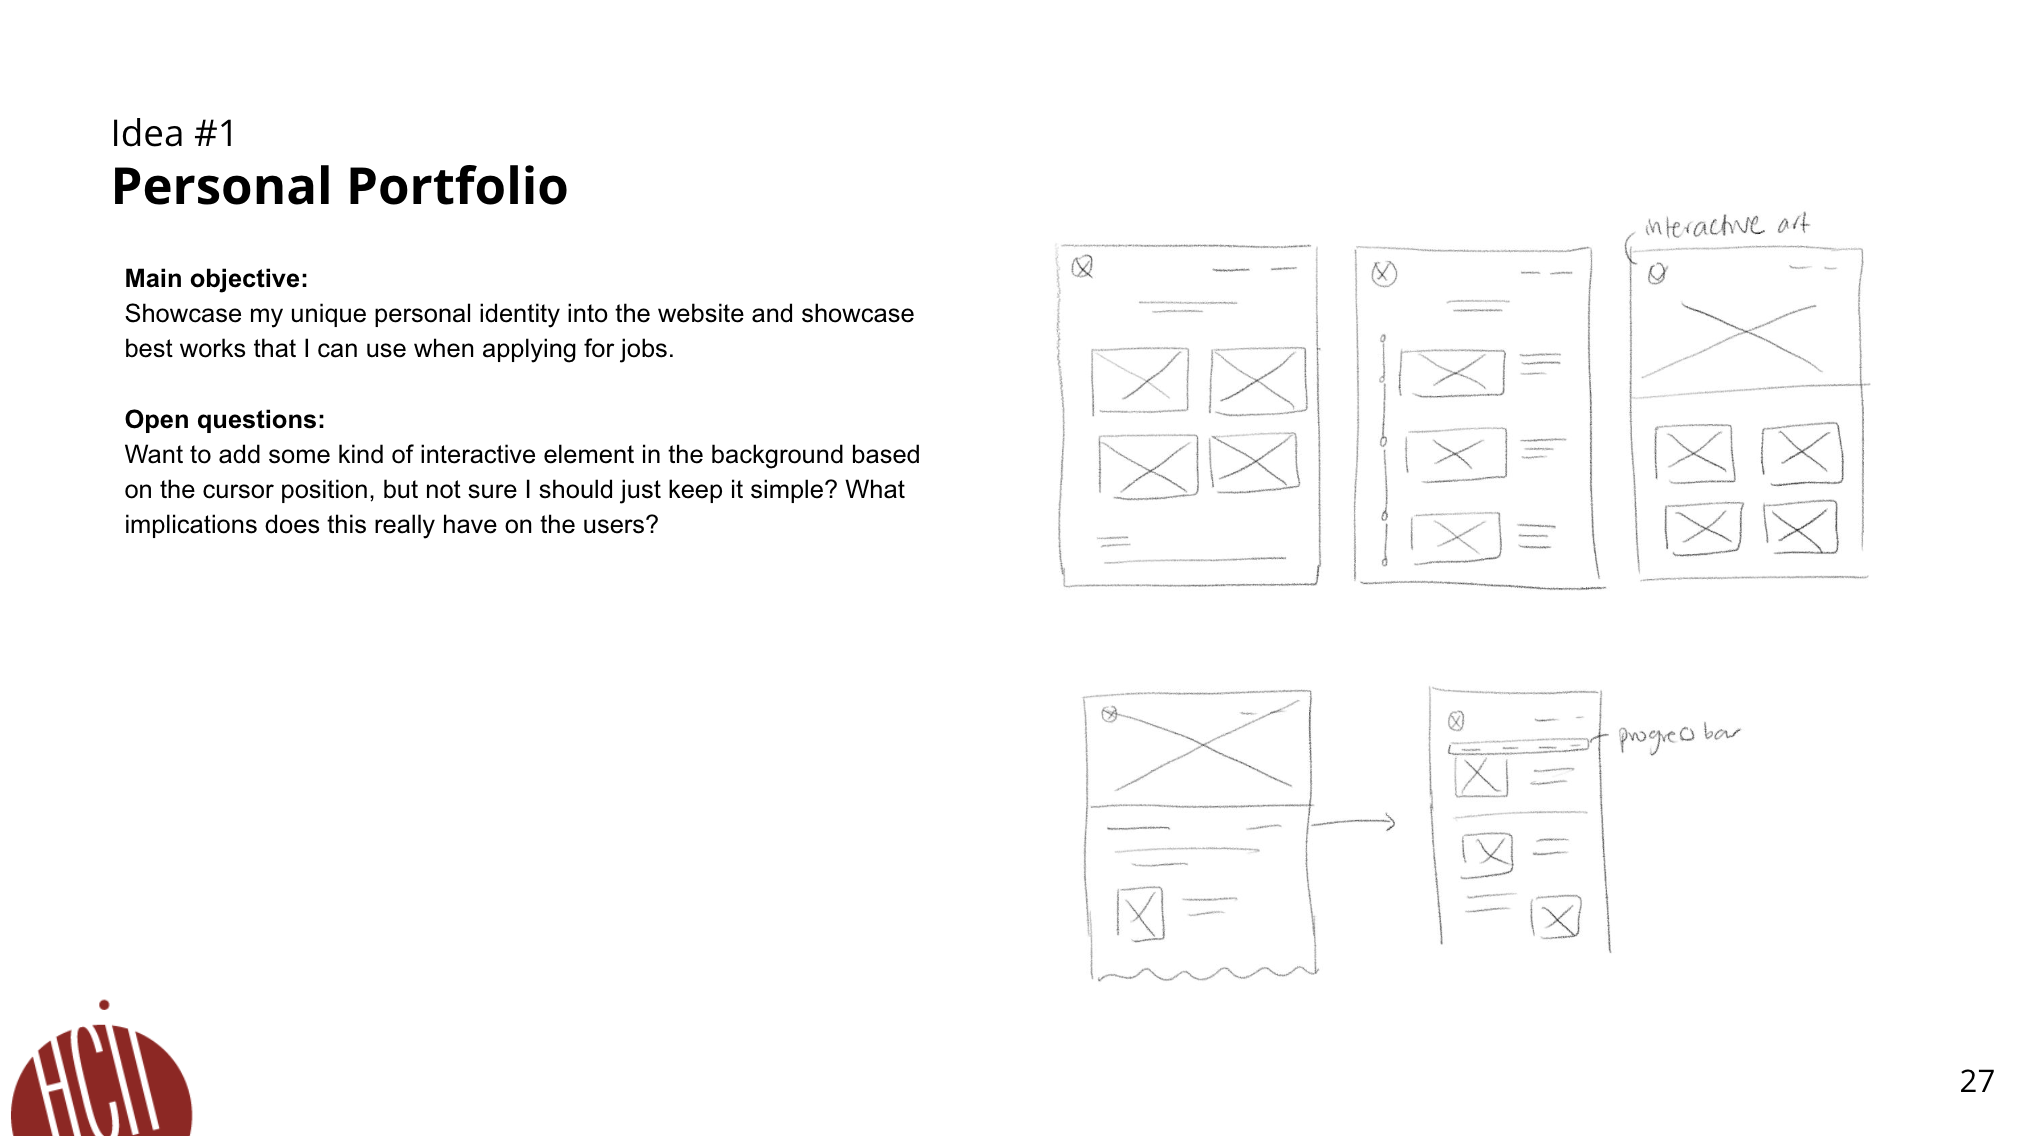 Idea #1
Personal Portfolio
Main objective:
Showcase my unique personal identity into the website and showcase
best works that I can use when applying for jobs.
Open questions:
Want to add some kind of interactive element in the background based
on the cursor position, but not sure I should just keep it simple? What
implications does this really have on the users?
interactive art
progress bar
HCII
27